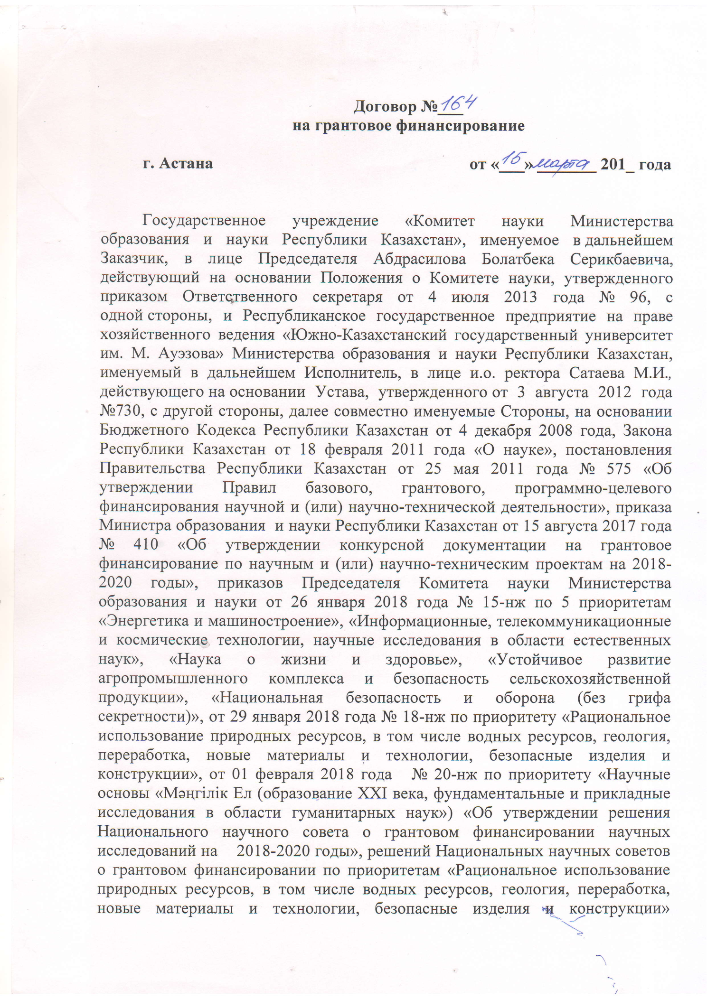 Договор №164
на грантовое финансирование
г. Астана от «15» марта 201_ года
Государственное учреждение «Комитет науки Министерства
образования и науки Республики Казахстан», именуемое в дальнейшем
Заказчик, в лице Председателя Абдрасилова Болатбека Серикбаевича,
действующий на основании Положения о Комитете науки, утвержденного
приказом Ответственного секретаря от 4 июля 2013 года № 96, с
одной стороны, и Республиканское государственное предприятие на праве
хозяйственного ведения «Южно-Казахстанский государственный университет
им. М. Ауэзова» Министерства образования и науки Республики Казахстан,
именуемый в дальнейшем Исполнитель, в лице и.о. ректора Сатаева М.И.,
действующего на основании Устава, утвержденного от 3 августа 2012 года
№730, с другой стороны, далее совместно именуемые Стороны, на основании
Бюджетного Кодекса Республики Казахстан от 4 декабря 2008 года, Закона
Республики Казахстан от 18 февраля 2011 года «О науке», постановления
Правительства Республики Казахстан от 25 мая 2011 года № 575 «Об
утверждении Правил базового, грантового, программно-целевого
финансирования научной и (или) научно-технической деятельности», приказа
Министра образования и науки Республики Казахстан от 15 августа 2017 года
№ 410 «Об утверждении конкурсной документации на грантовое
финансирование по научным и (или) научно-техническим проектам на 2018-
2020 годы», приказов Председателя Комитета науки Министерства
образования и науки от 26 января 2018 года № 15-нж по 5 приоритетам
«Энергетика и машиностроение», «Информационные, телекоммуникационные
и космические технологии, научные исследования в области естественных
наук», «Наука о жизни и здоровье», «Устойчивое развитие
агропромышленного комплекса и безопасность сельскохозяйственной
продукции», «Национальная безопасность и оборона (без грифа
секретности)», от 29 января 2018 года № 18-нж по приоритету «Рациональное
использование природных ресурсов, в том числе водных ресурсов, геология,
переработка, новые материалы и технологии, безопасные изделия и
конструкции», от 01 февраля 2018 года № 20-нж по приоритету «Научные
основы «Мәңгілік Ел (образование XXI века, фундаментальные и прикладные
исследования в области гуманитарных наук») «Об утверждении решения
Национального научного совета о грантовом финансировании научных
исследований на 2018-2020 годы», решений Национальных научных советов
о грантовом финансировании по приоритетам «Рациональное использование
природных ресурсов, в том числе водных ресурсов, геология, переработка,
новые материалы и технологии, безопасные изделия и конструкции»